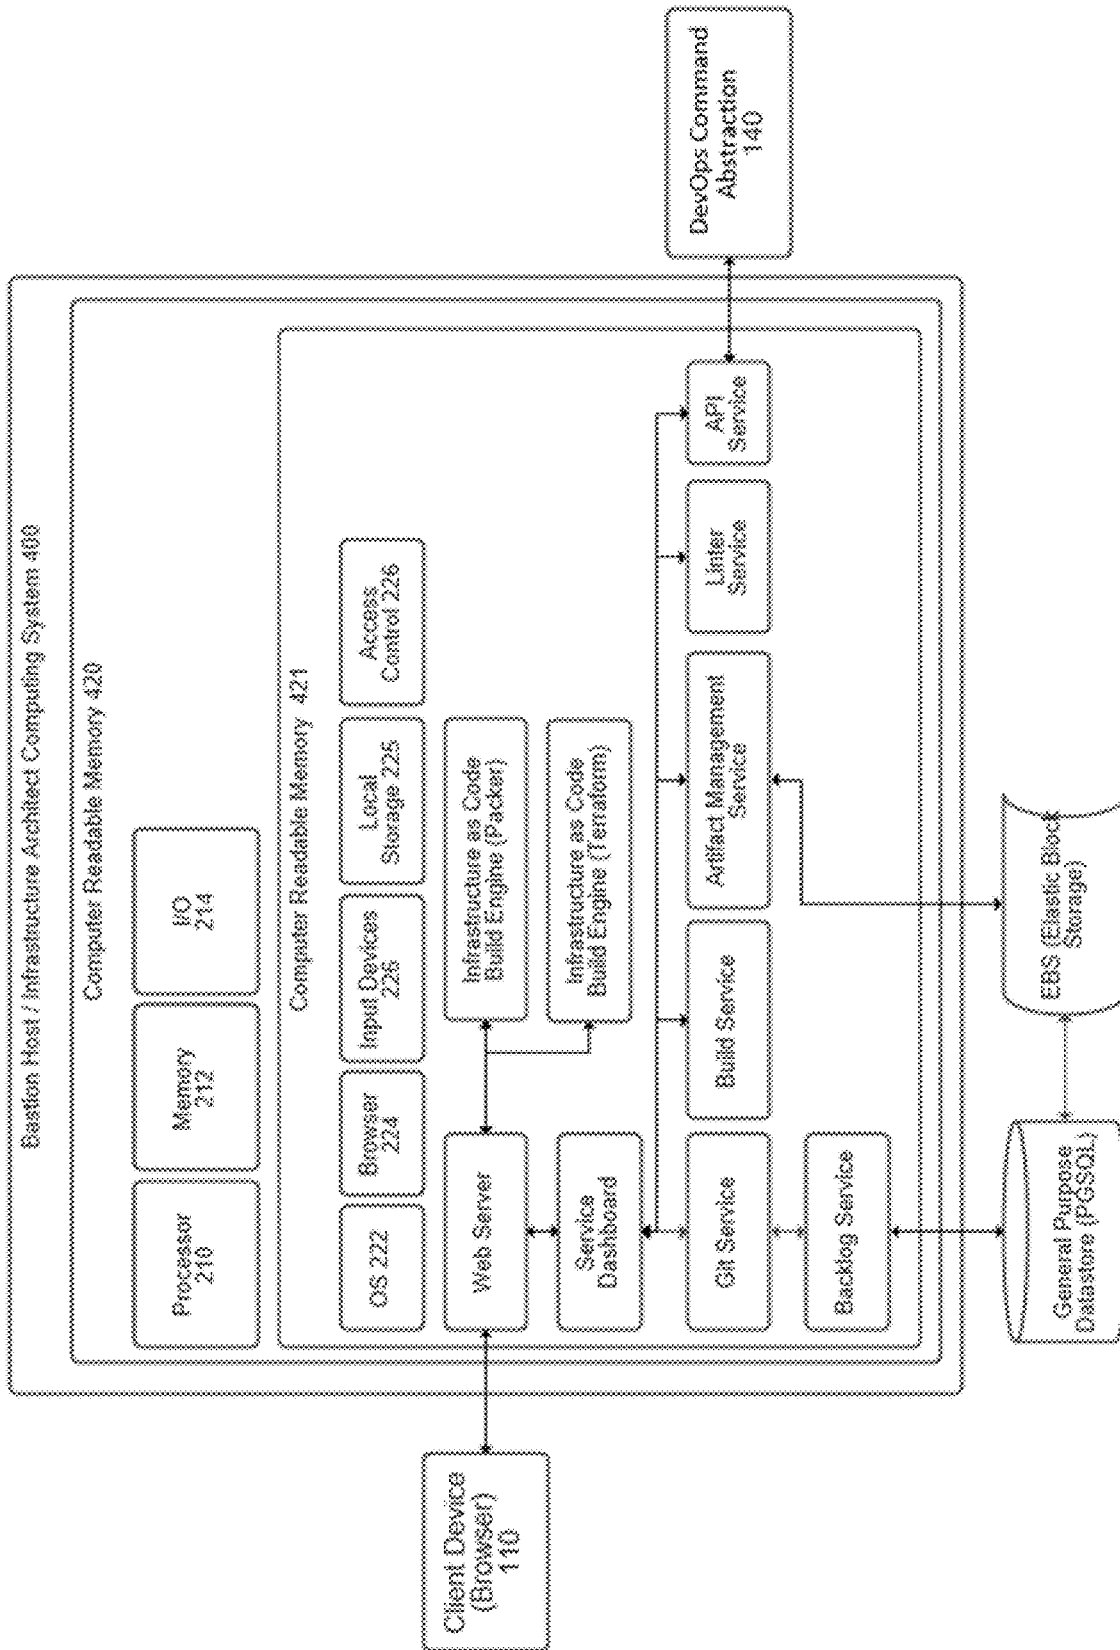 Bastion Host / Infrastructure Architect Computing System 400
Computer Readable Memory 420
Processor
210
Memory
212
I/O
214
Computer Readable Memory 421
OS 222
Browser
224
Input Devices
226
Local
Storage 225
Access
Control 226
Client Device
(Browser)
110
Web Server
Infrastructure as Code
Build Engine (Packer)
Infrastructure as Code
Build Engine (Terraform)
Service
Dashboard
Git Service
Build Service
Artifact Management
Service
Linter
Service
API
Service
DevOps Command
Abstraction
140
Backlog Service
General Purpose
Datastore (PGSQL)
EBS (Elastic Block
Storage)